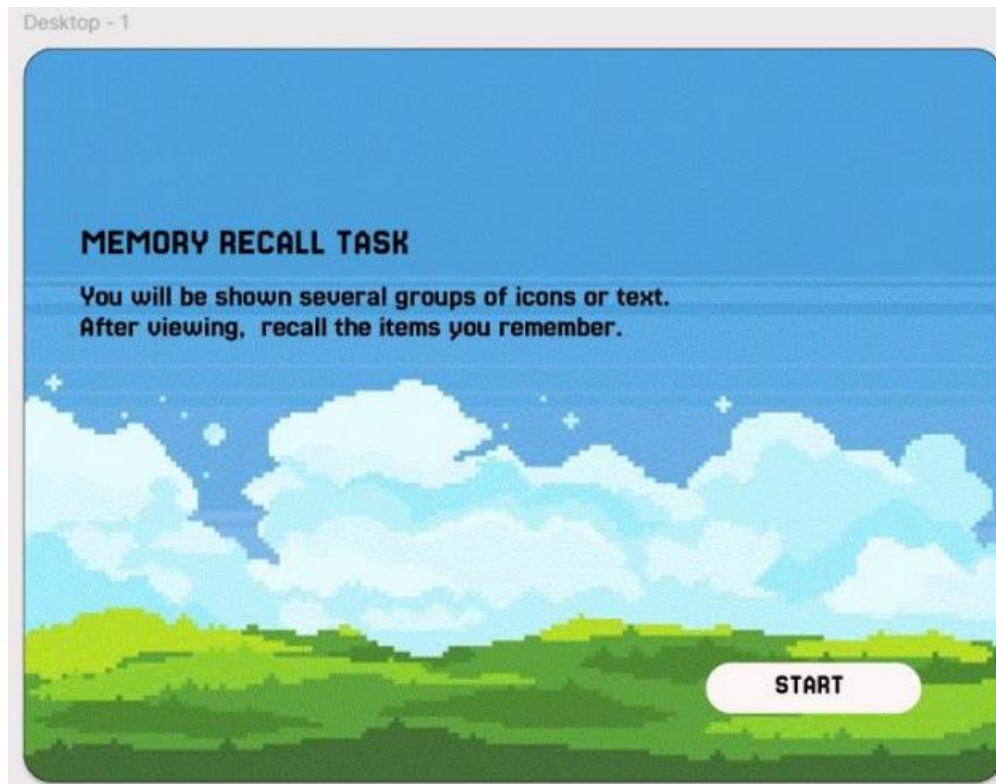 Desktop - 1
MEMORY RECALL TASK
You will be shown several groups of icons or text.
After viewing, recall the items you remember.
START